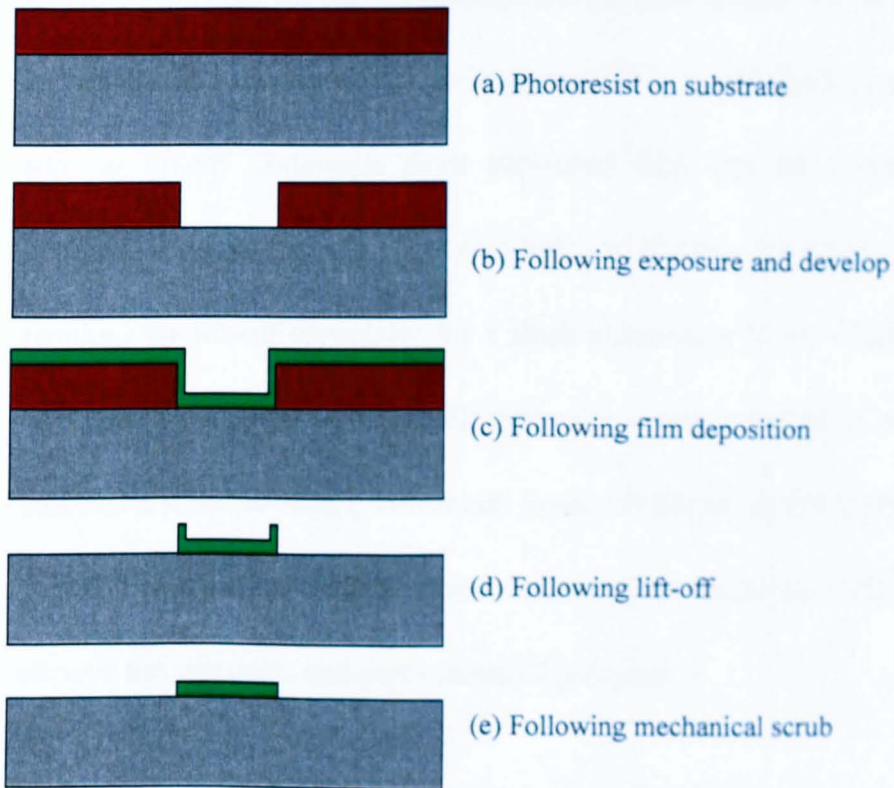 (a) Photoresist on substrate
(b) Following exposure and develop
(c) Following film deposition
(d) Following lift-off
(e) Following mechanical scrub